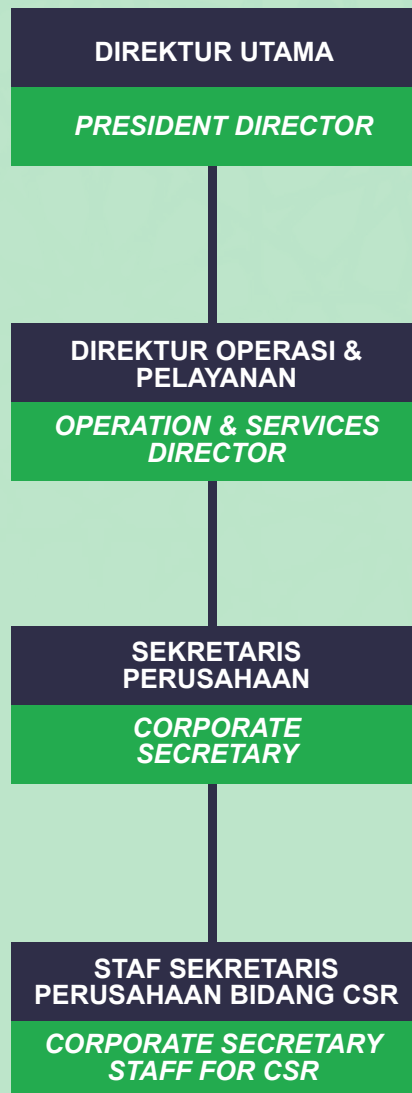 DIREKTUR UTAMA
PRESIDENT DIRECTOR
DIREKTUR OPERASI &
PELAYANAN
OPERATION & SERVICES
DIRECTOR
SEKRETARIS
PERUSAHAAN
CORPORATE
SECRETARY
STAF SEKRETARIS
PERUSAHAAN BIDANG CSR
CORPORATE SECRETARY
STAFF FOR CSR